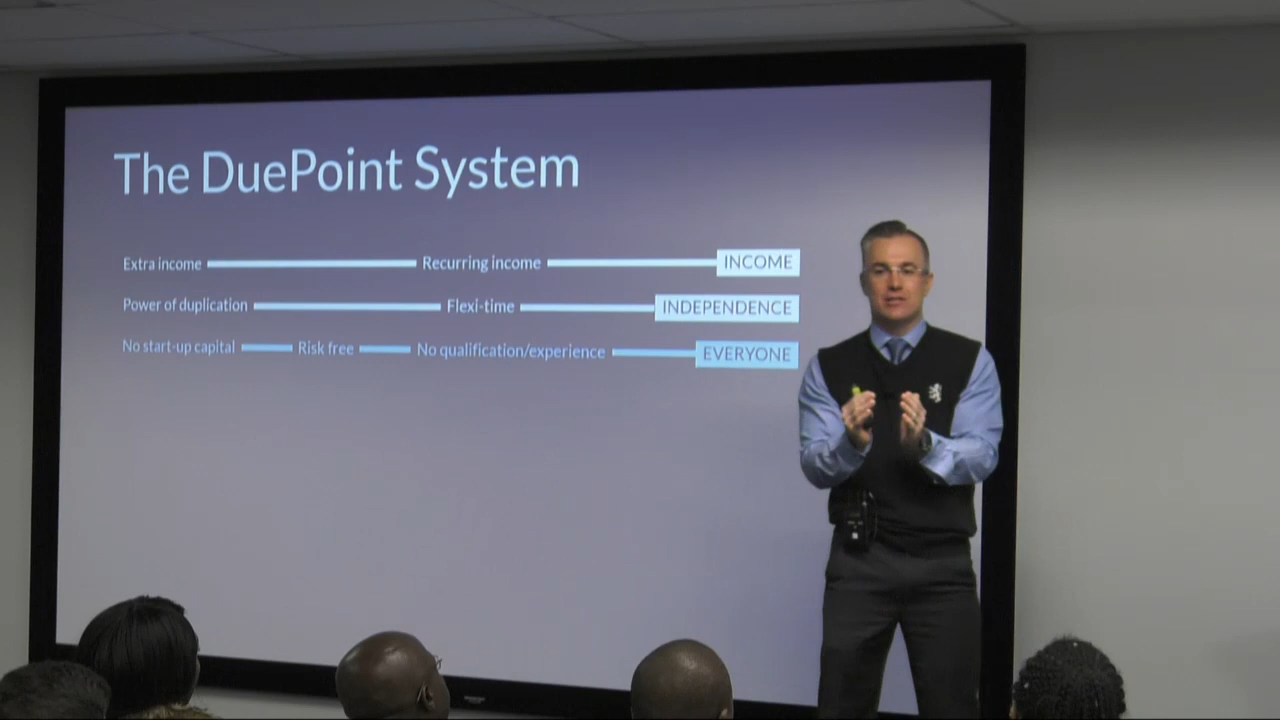 The DuePoint System
Extra income Recurring income INCOME
Power of duplication Flexi-time INDEPENDENCE
No start-up capital Risk free No qualification/experience EVERYONE